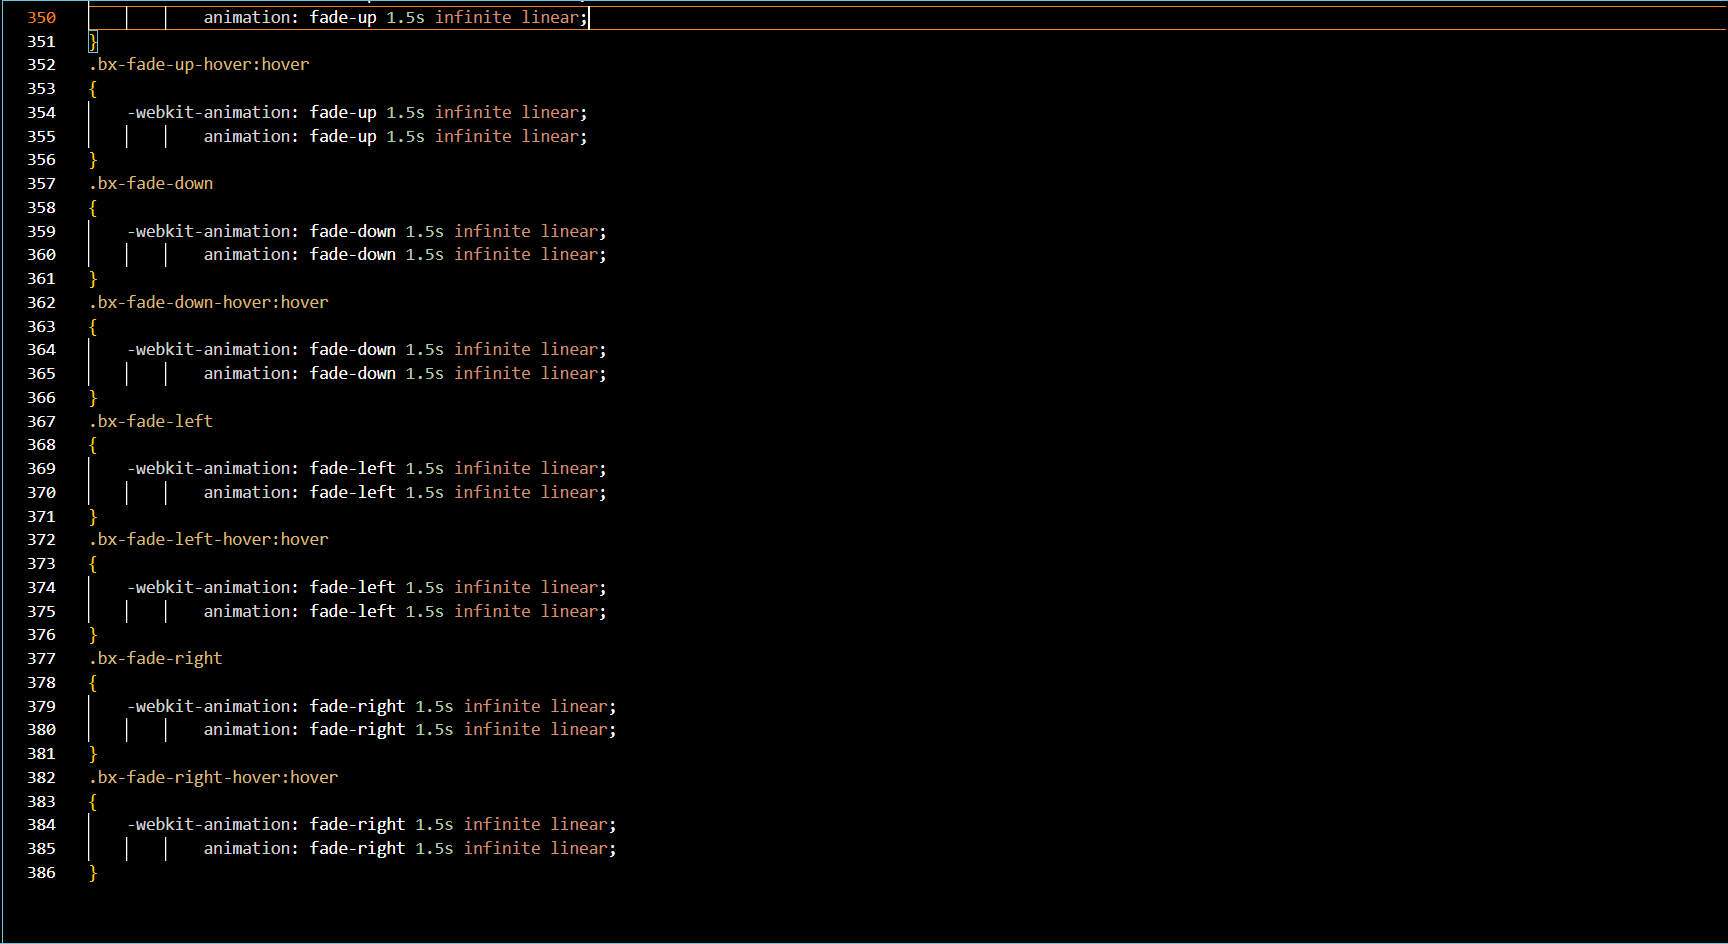 350 animation: fade-up 1.5s infinite linear;
351 }
352 .bx-fade-up-hover:hover
353 {
354 -webkit-animation: fade-up 1.5s infinite linear;
355 animation: fade-up 1.5s infinite linear;
356 }
357 .bx-fade-down
358 {
359 -webkit-animation: fade-down 1.5s infinite linear;
360 animation: fade-down 1.5s infinite linear;
361 }
362 .bx-fade-down-hover:hover
363 {
364 -webkit-animation: fade-down 1.5s infinite linear;
365 animation: fade-down 1.5s infinite linear;
366 }
367 .bx-fade-left
368 {
369 -webkit-animation: fade-left 1.5s infinite linear;
370 animation: fade-left 1.5s infinite linear;
371 }
372 .bx-fade-left-hover:hover
373 {
374 -webkit-animation: fade-left 1.5s infinite linear;
375 animation: fade-left 1.5s infinite linear;
376 }
377 .bx-fade-right
378 {
379 -webkit-animation: fade-right 1.5s infinite linear;
380 animation: fade-right 1.5s infinite linear;
381 }
382 .bx-fade-right-hover:hover
383 {
384 -webkit-animation: fade-right 1.5s infinite linear;
385 animation: fade-right 1.5s infinite linear;
386 }